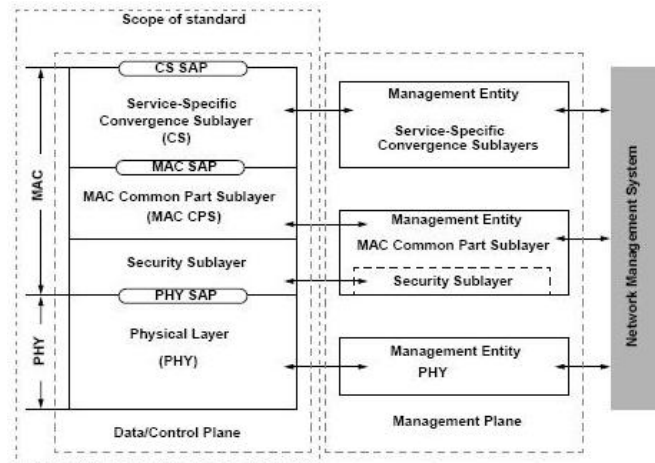 Scope of standard
CS SAP
Service-Specific
Convergence Sublayer
(CS)
MAC SAP
MAC Common Part Sublayer
(MAC CPS)
Security Sublayer
PHY SAP
Physical Layer
(PHY)
Data/Control Plane
MAC
PHY
Management Entity
Service-Specific
Convergence Sublayers
Management Entity
MAC Common Part Sublayer
Security Sublayer
Management Entity
PHY
Management Plane
Network Management System